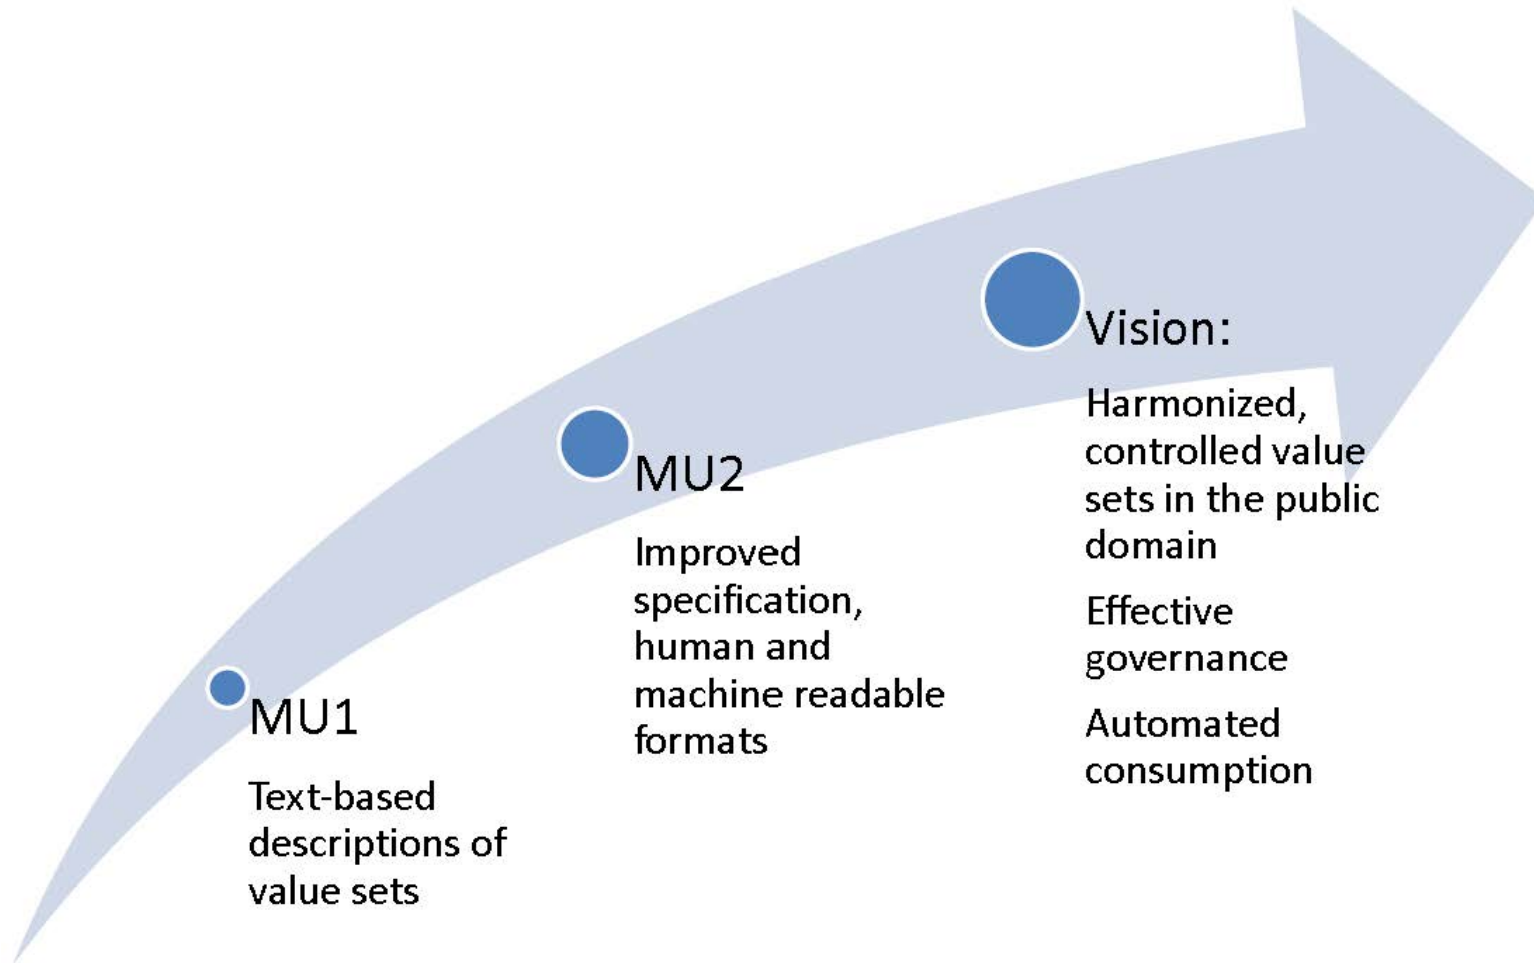 MU1
Text-based
descriptions of
value sets
MU2
Improved
specification,
human and
machine readable
formats
Vision:
Harmonized,
controlled value
sets in the public
domain
Effective
governance
Automated
consumption